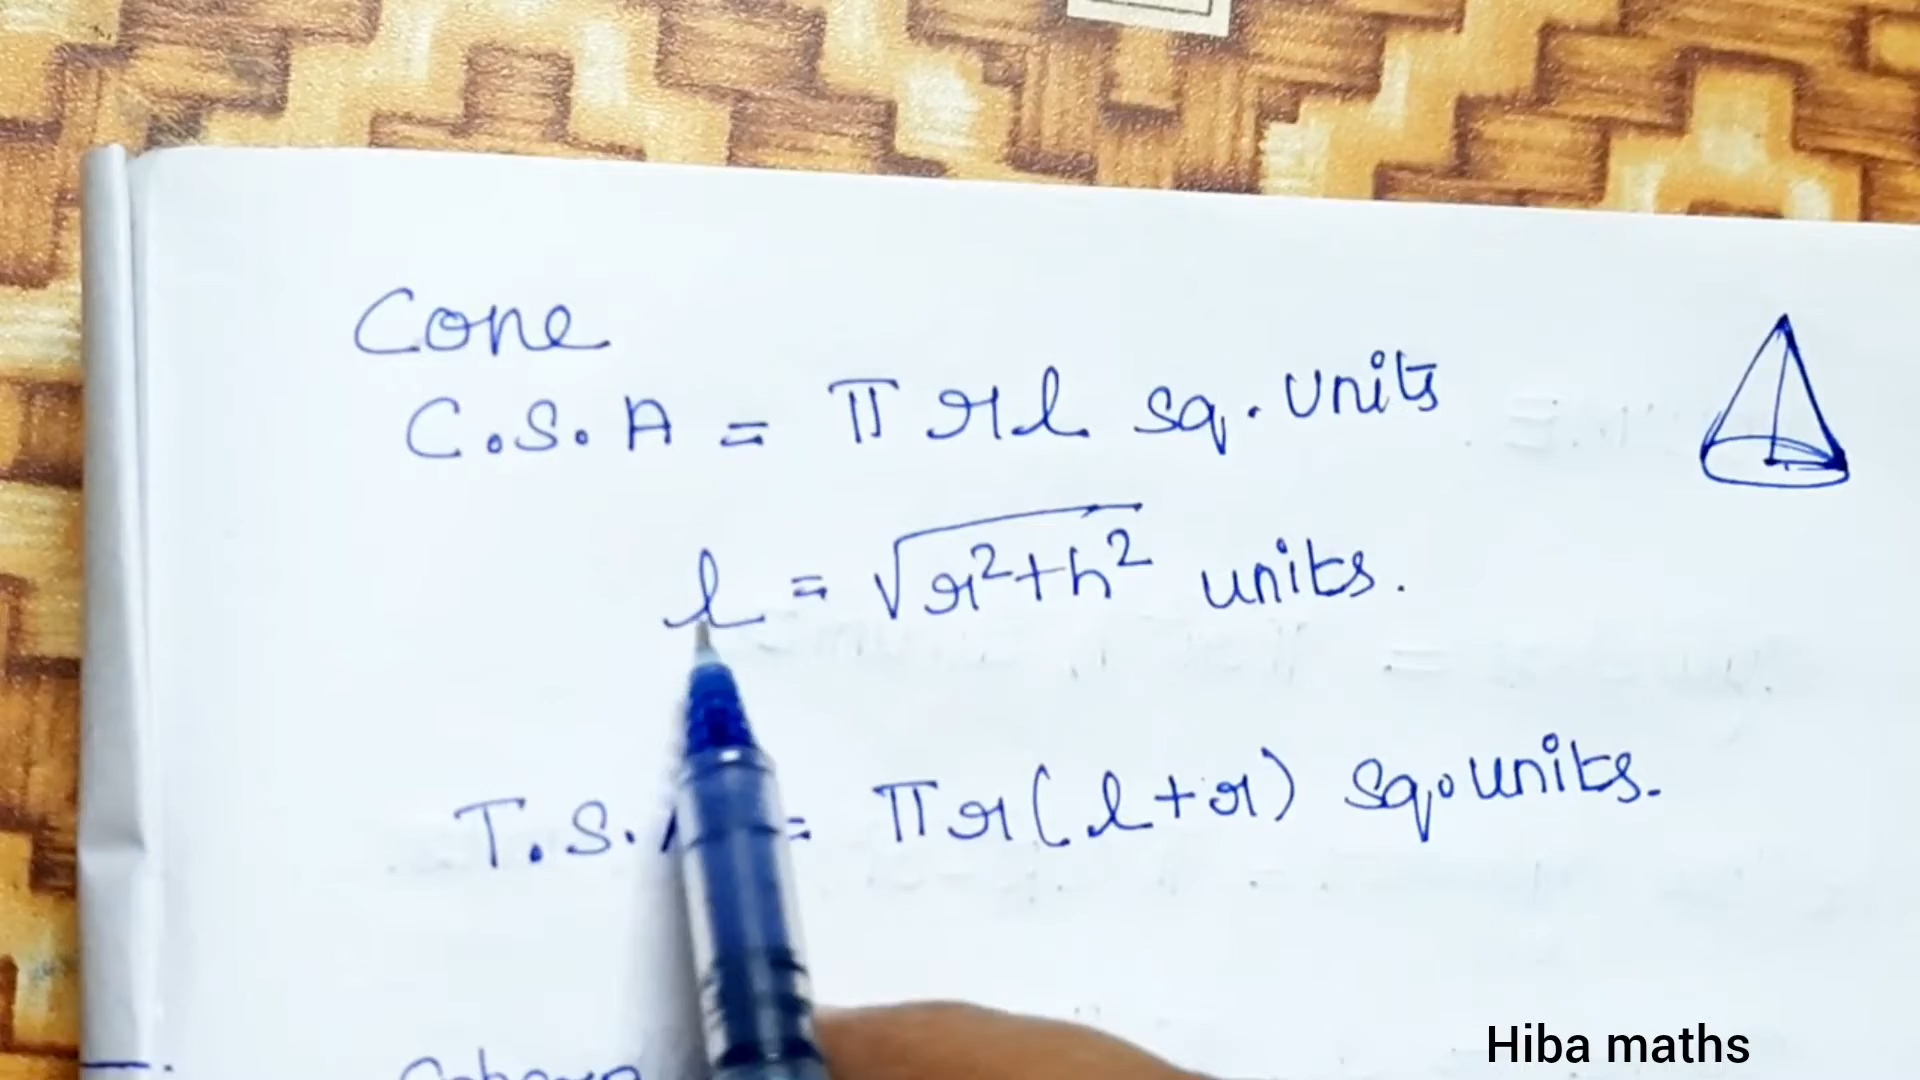 Cone
C.S.A = πrl sq. units
l = √r²+h² units.
T.S.A = πr(l+r) sq. units.
Hiba maths